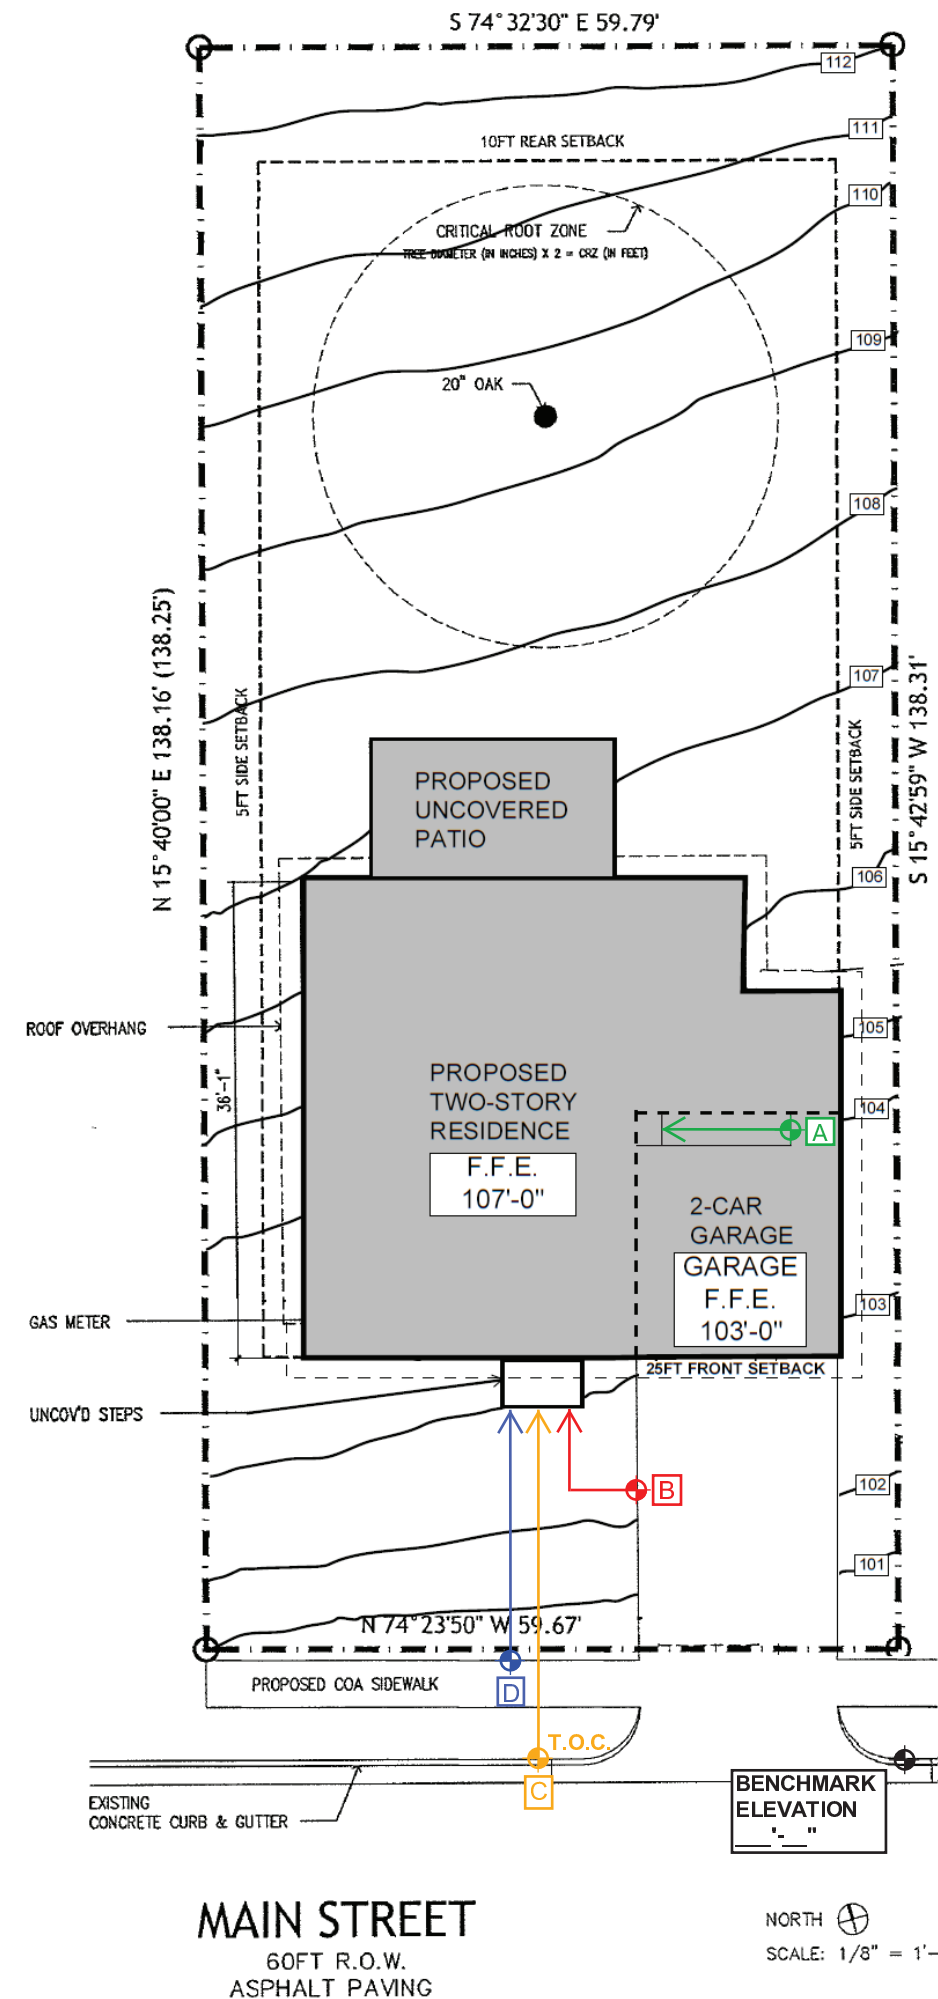 S 74°32'30" E 59.79'
112
111
10FT REAR SETBACK
110
CRITICAL ROOT ZONE
TREE DIAMETER (IN INCHES) X 2 = CRZ (IN FEET)
109
20" OAK
108
N 15°40'00" E 138.16' (138.25')
S 15°42'59" W 138.31'
107
5FT SIDE SETBACK
5FT SIDE SETBACK
PROPOSED
UNCOVERED
PATIO
106
ROOF OVERHANG
105
36'-1"
PROPOSED
TWO-STORY
RESIDENCE
F.F.E.
107'-0"
104
A
2-CAR
GARAGE
GARAGE
F.F.E.
103'-0"
103
GAS METER
25FT FRONT SETBACK
UNCOV'D STEPS
B
102
101
N 74°23'50" W 59.67'
PROPOSED COA SIDEWALK
D
T.O.C.
C
BENCHMARK
ELEVATION
___'-__"
EXISTING
CONCRETE CURB & GUTTER
MAIN STREET
60FT R.O.W.
ASPHALT PAVING
NORTH
SCALE: 1/8" = 1'-